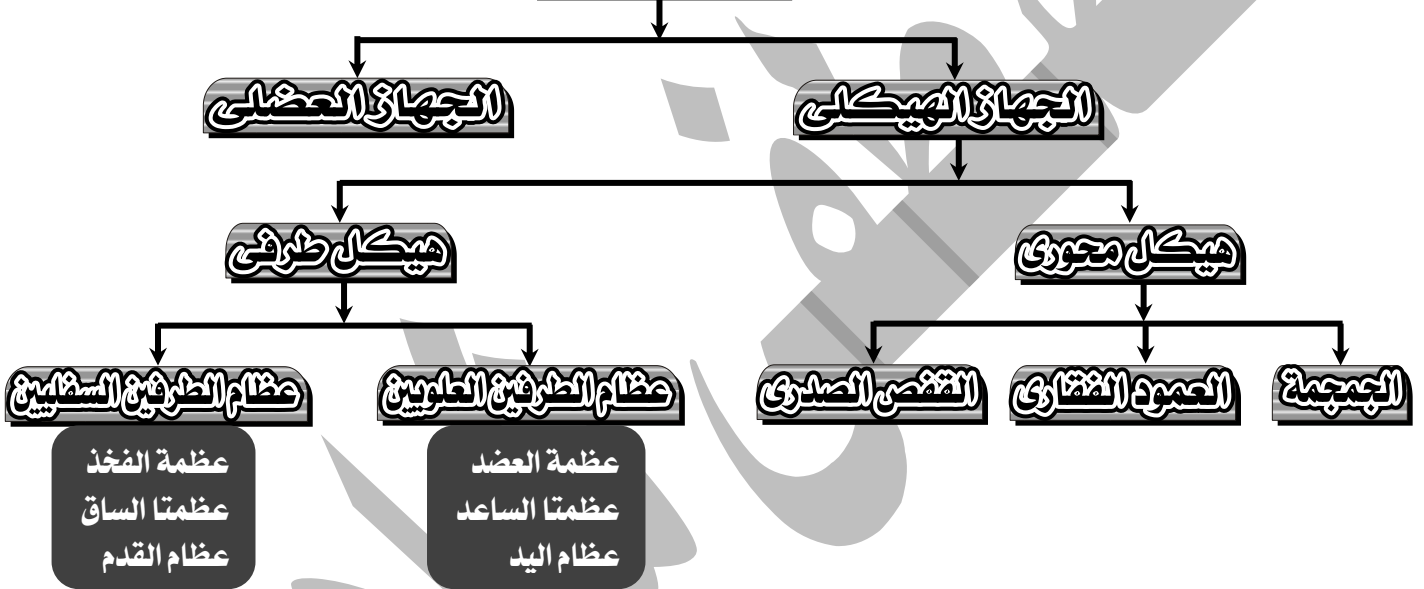 الجهاز الهيكلى
الجهاز العضلى
هيكل محورى
هيكل طرفى
الجمجمة
العمود الفقارى
القفص الصدرى
عظام الطرفين العلويين
عظام الطرفين السفليين
عظمة العضد
عظمتا الساعد
عظام اليد
عظمة الفخذ
عظمتا الساق
عظام القدم